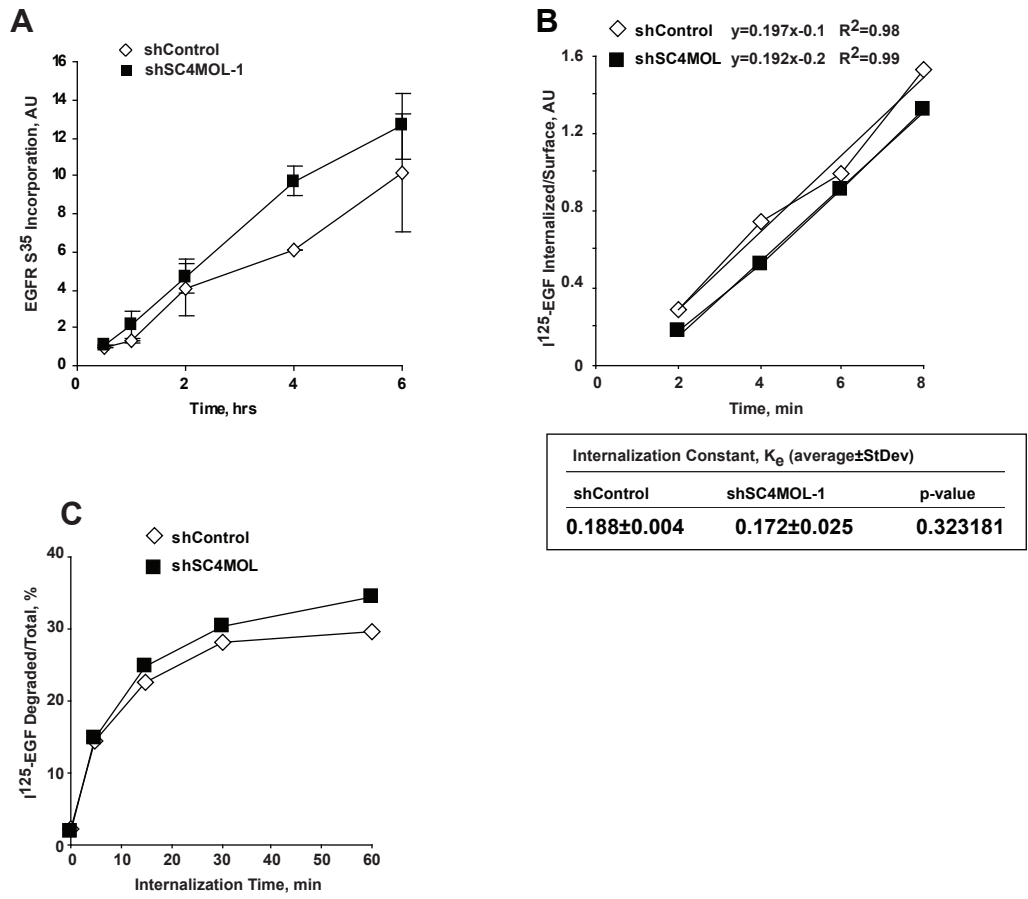 A
shControl
shSC4MOL-1
EGFR S35 Incorporation, AU
16
14
12
10
8
6
4
2
0
0 2 4 6
Time, hrs
B
shControl y=0.197x-0.1 R2=0.98
shSC4MOL y=0.192x-0.2 R2=0.99
I125-EGF Internalized/Surface, AU
1.6
1.2
0.8
0.4
0
0 2 4 6 8
Time, min
Internalization Constant, Ke (average±StDev)
shControl shSC4MOL-1 p-value
0.188±0.004 0.172±0.025 0.323181
C
shControl
shSC4MOL
I125-EGF Degraded/Total, %
40
30
20
10
0
0 10 20 30 40 50 60
Internalization Time, min